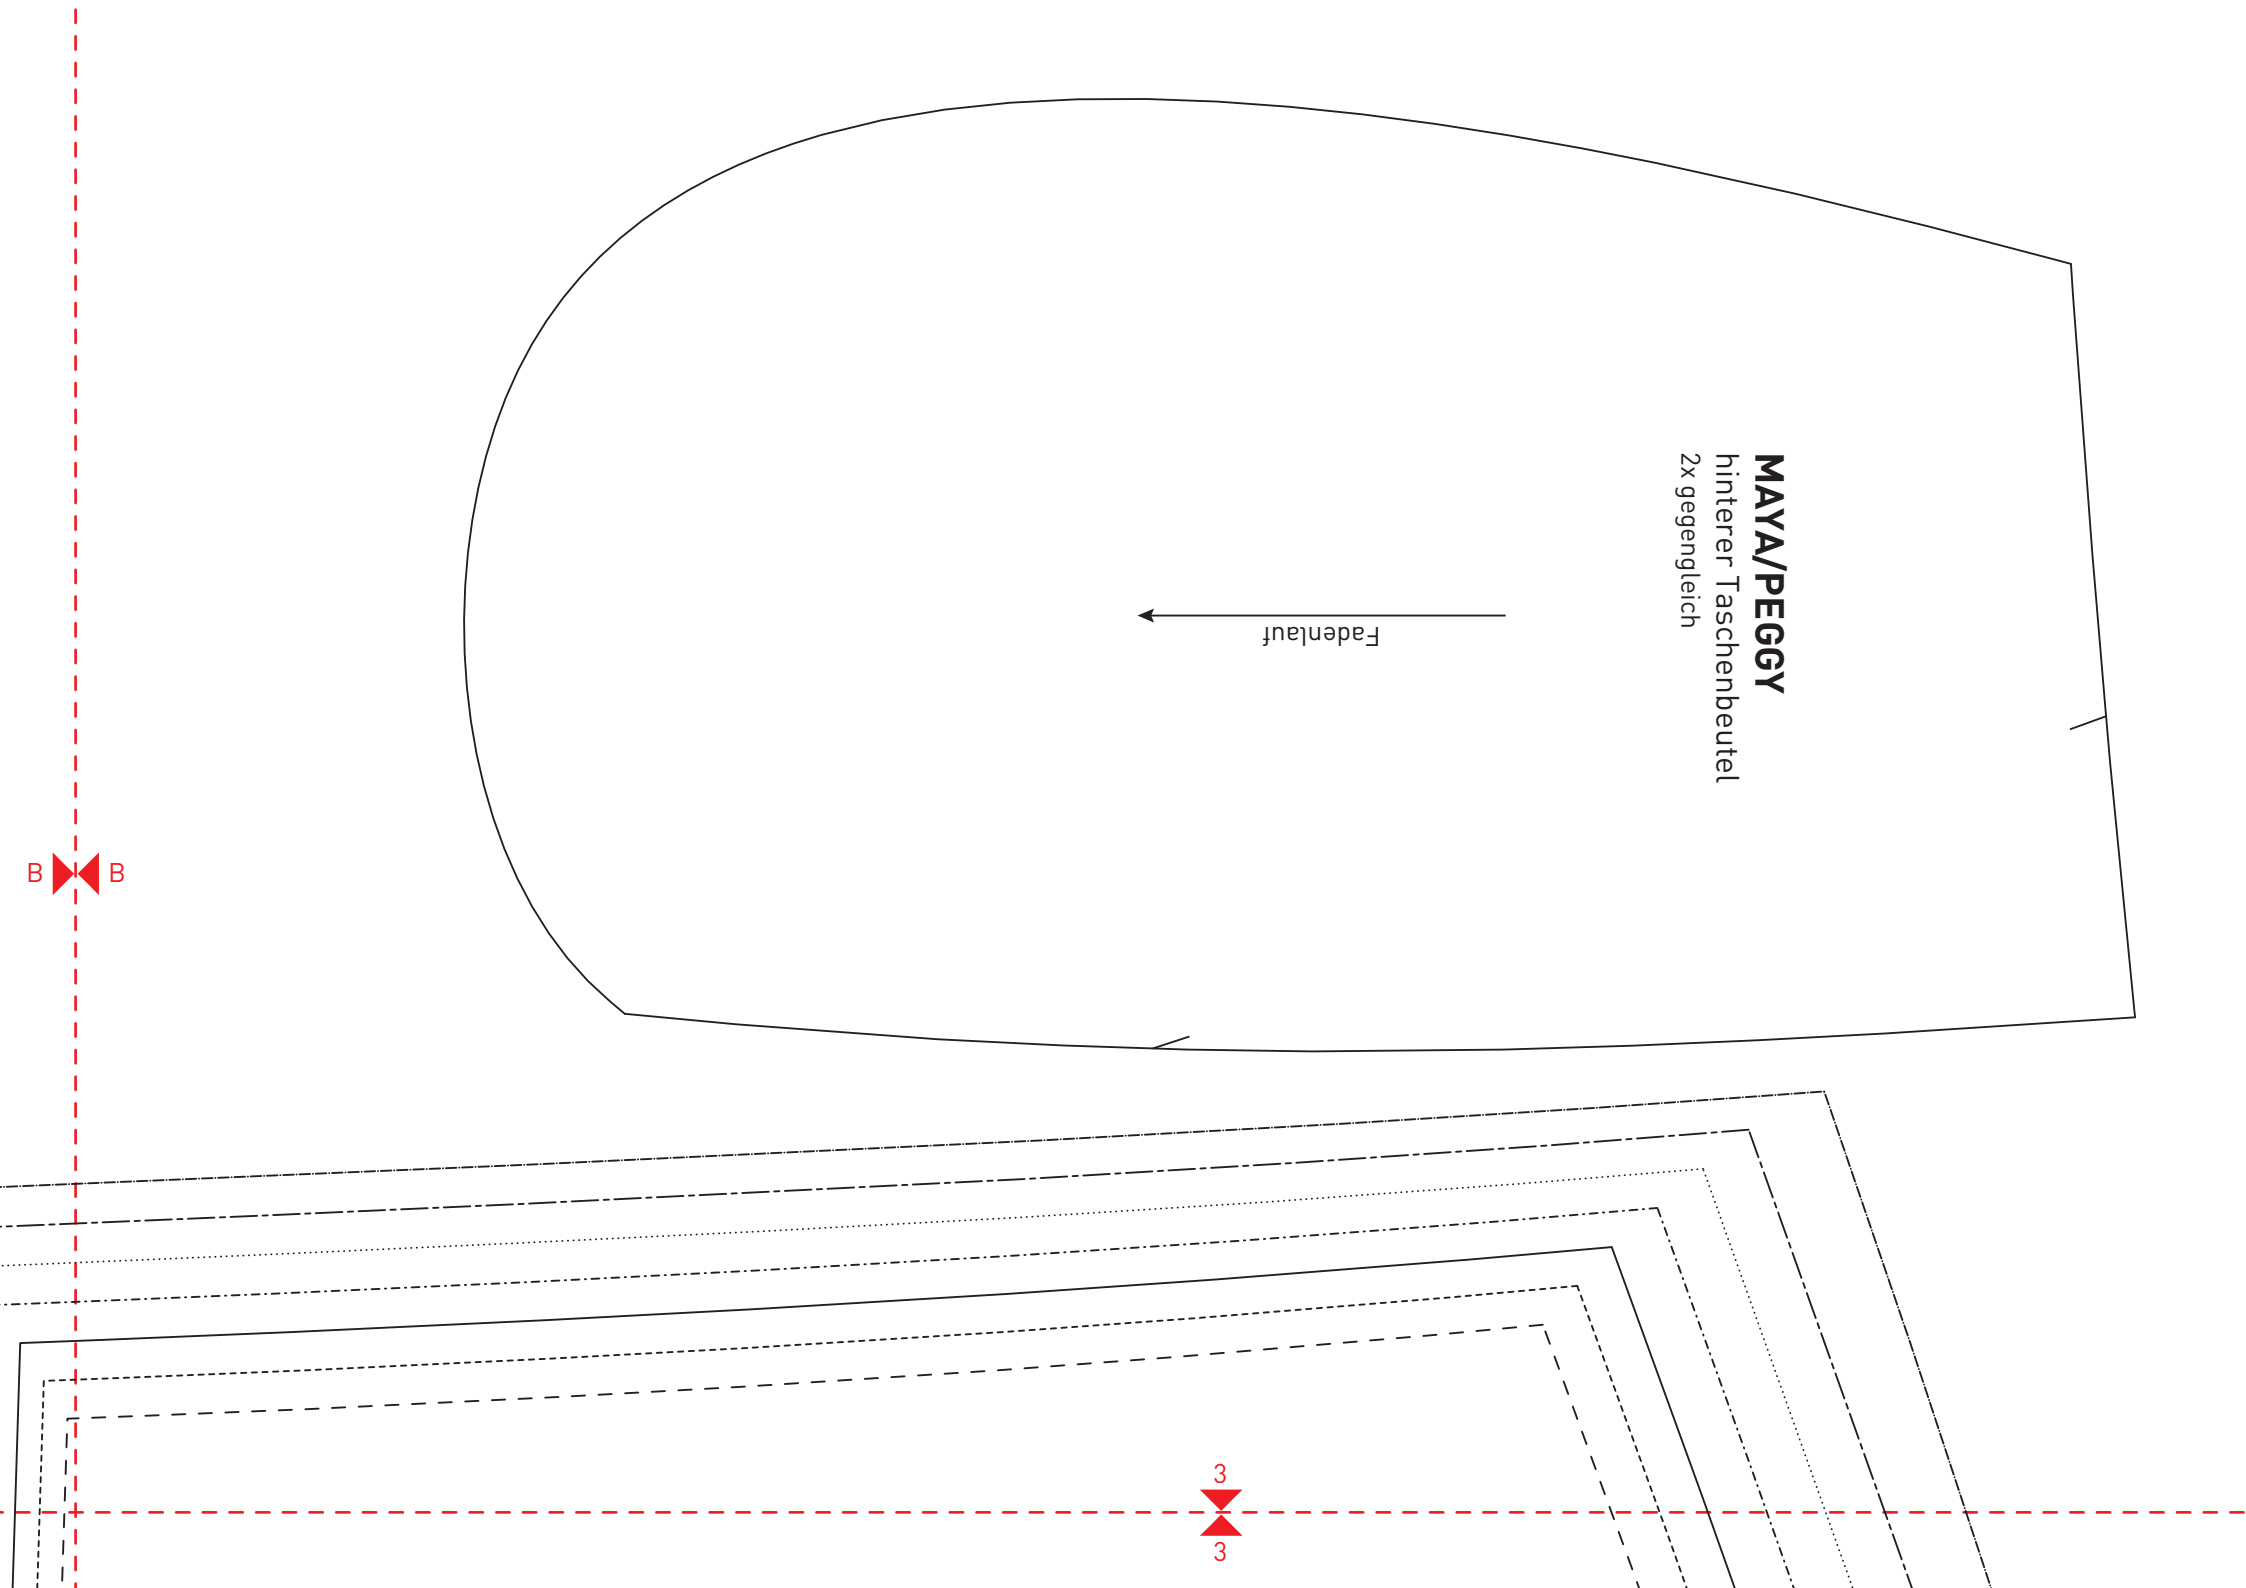 MAYA/PEGGY
hinterer Taschenbeutel
2x gegengleich
Fadenlauf
B B
3
3